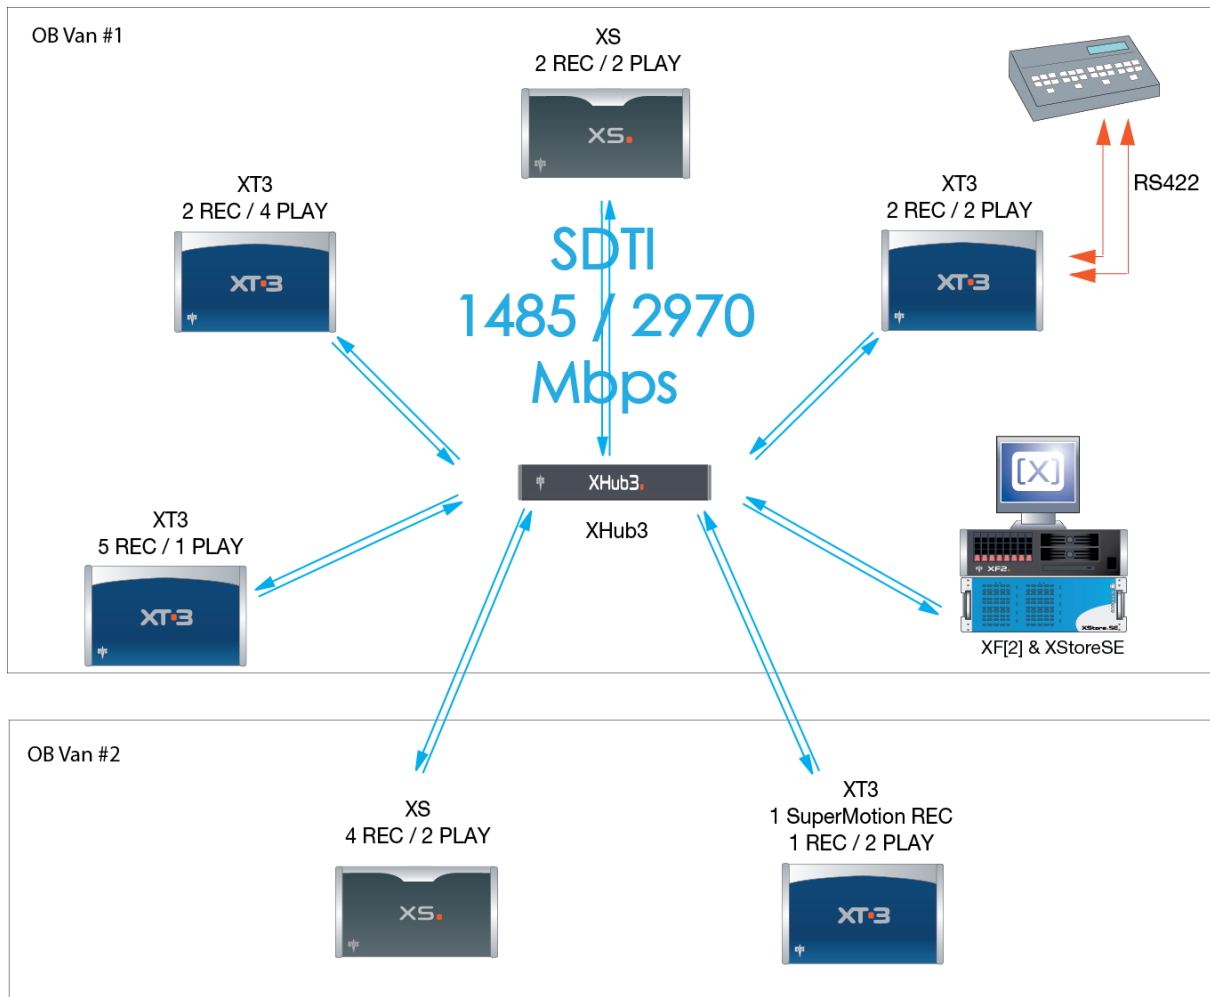 OB Van #1
XS
2 REC / 2 PLAY
XS.
XT3
2 REC / 4 PLAY
XT3
XT3
2 REC / 2 PLAY
XT3
RS422
SDTI
1485 / 2970
Mbps
XHub3.
XHub3
XT3
5 REC / 1 PLAY
XT3
[X]
XF2.
XStore.SE
XF[2] & XStoreSE
OB Van #2
XS
4 REC / 2 PLAY
XS.
XT3
1 SuperMotion REC
1 REC / 2 PLAY
XT3